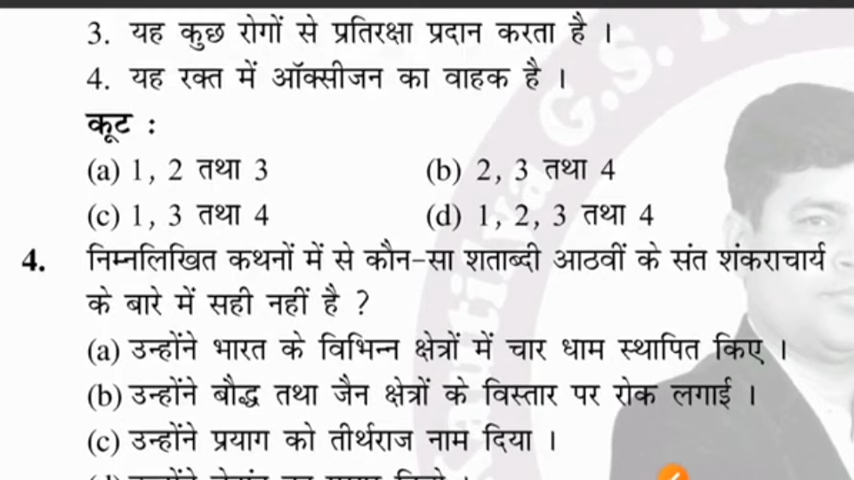 3. यह कुछ रोगों से प्रतिरक्षा प्रदान करता है ।
4. यह रक्त में ऑक्सीजन का वाहक है ।
कूट :
(a) 1, 2 तथा 3 (b) 2, 3 तथा 4
(c) 1, 3 तथा 4 (d) 1, 2, 3 तथा 4
4. निम्नलिखित कथनों में से कौन-सा शताब्दी आठवीं के संत शंकराचार्य
के बारे में सही नहीं है ?
(a) उन्होंने भारत के विभिन्न क्षेत्रों में चार धाम स्थापित किए ।
(b) उन्होंने बौद्ध तथा जैन क्षेत्रों के विस्तार पर रोक लगाई ।
(c) उन्होंने प्रयाग को तीर्थराज नाम दिया ।
Kautilya G.S.